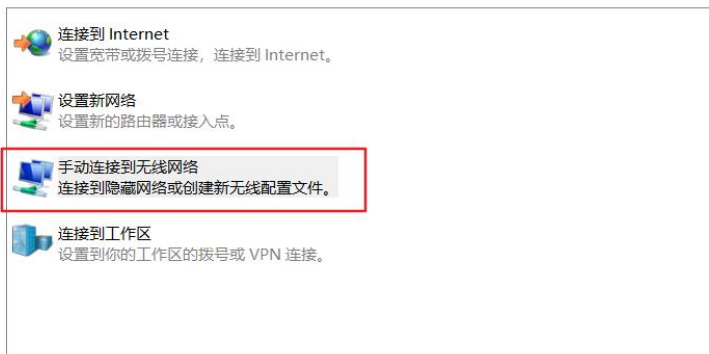 连接到 Internet
设置宽带或拨号连接，连接到 Internet。
设置新网络
设置新的路由器或接入点。
手动连接到无线网络
连接到隐藏网络或创建新无线配置文件。
连接到工作区
设置到你的工作区的拨号或 VPN 连接。